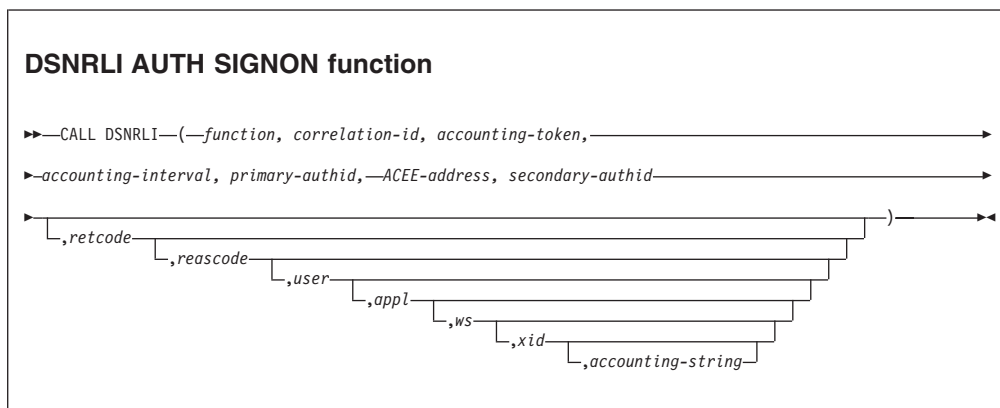 DSNRLI AUTH SIGNON function
CALL DSNRLI ( function, correlation-id, accounting-token,
accounting-interval, primary-authid, ACEE-address, secondary-authid
)
,retcode
,reascode
,user
,appl
,ws
,xid
,accounting-string